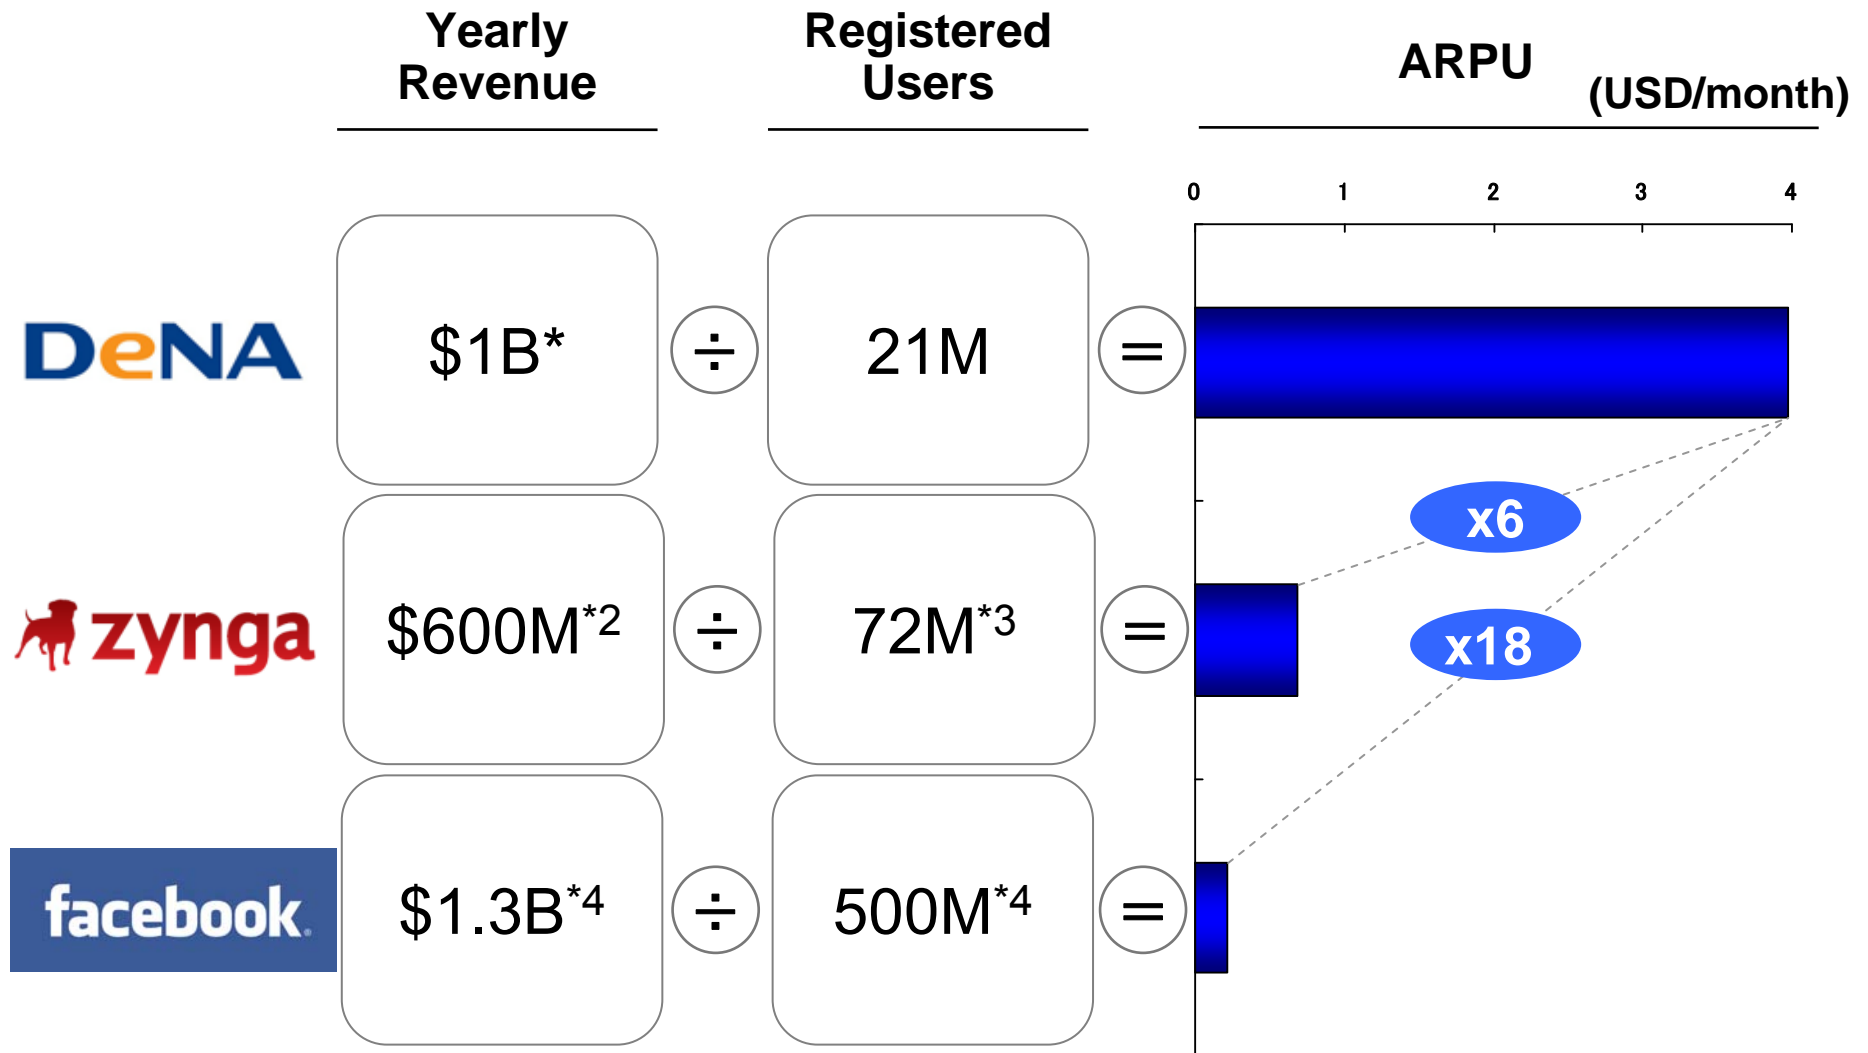 Yearly
Revenue
Registered
Users
ARPU
(USD/month)
0 1 2 3 4
DeNA
$1B*
÷
21M
=
x6
zynga
$600M*2
÷
72M*3
=
x18
facebook.
$1.3B*4
÷
500M*4
=